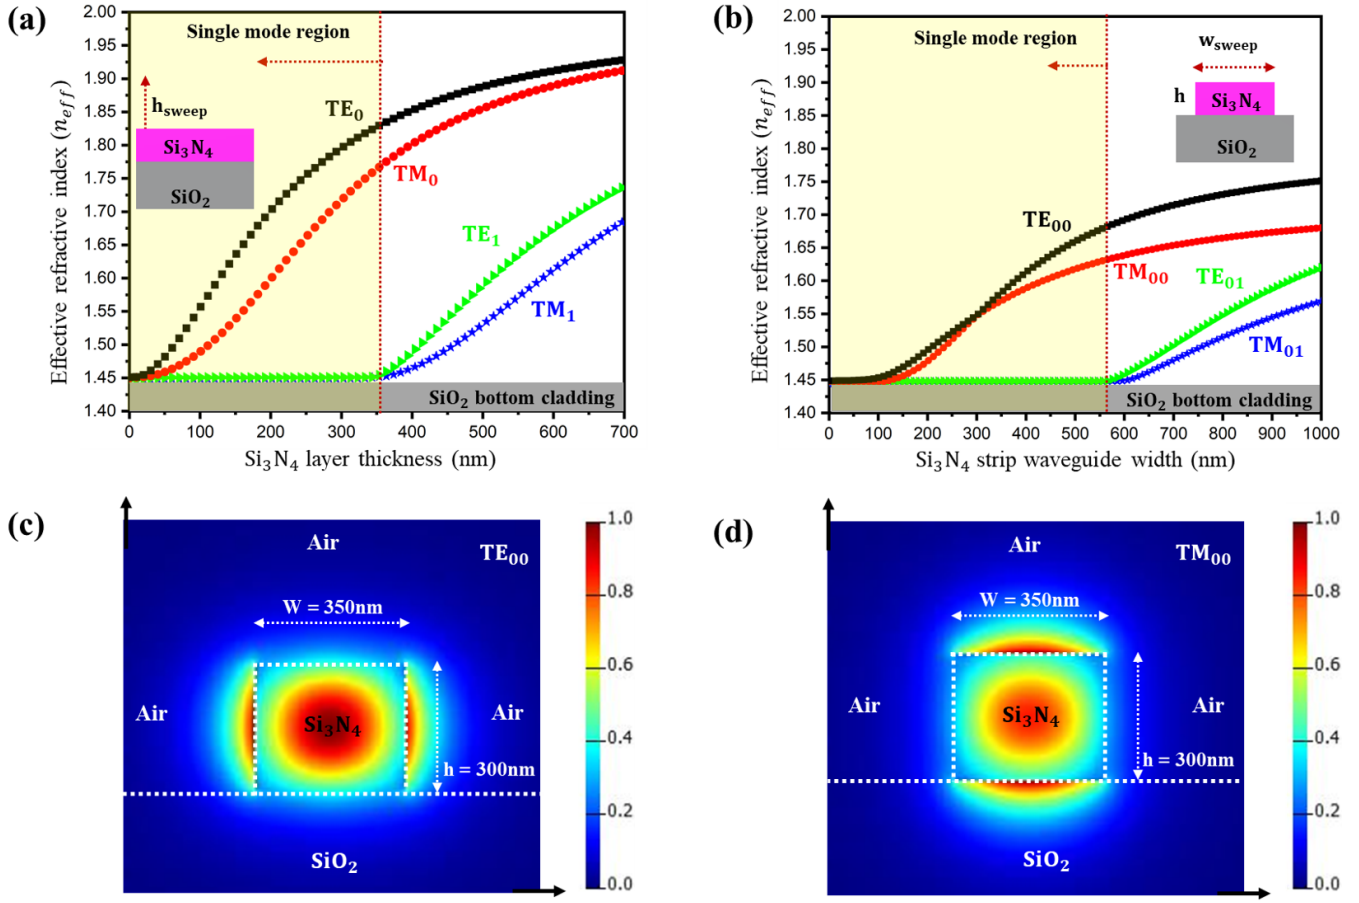 (a)
2.00
1.95
1.90
1.85
1.80
1.75
1.70
1.65
1.60
1.55
1.50
1.45
1.40
Effective refractive index (n_eff)
Single mode region
h_sweep
Si₃N₄
SiO₂
TE₀
TM₀
TE₁
TM₁
SiO₂ bottom cladding
0 100 200 300 400 500 600 700
Si₃N₄ layer thickness (nm)
(b)
2.00
1.95
1.90
1.85
1.80
1.75
1.70
1.65
1.60
1.55
1.50
1.45
1.40
Effective refractive index (n_eff)
Single mode region
w_sweep
h
Si₃N₄
SiO₂
TE₀₀
TM₀₀
TE₀₁
TM₀₁
SiO₂ bottom cladding
0 100 200 300 400 500 600 700 800 900 1000
Si₃N₄ strip waveguide width (nm)
(c)
Air
TE₀₀
W = 350nm
Air
Si₃N₄
Air
h = 300nm
SiO₂
1.0
0.8
0.6
0.4
0.2
0.0
(d)
Air
TM₀₀
W = 350nm
Air
Si₃N₄
Air
h = 300nm
SiO₂
1.0
0.8
0.6
0.4
0.2
0.0